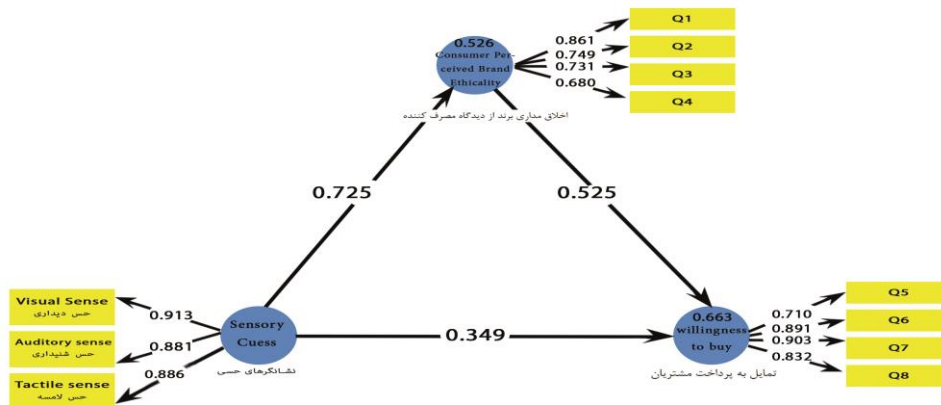 Q1
0.861
0.526
Q2
0.749
Consumer Per-
ceived Brand
Ethicality
0.731
Q3
0.680
Q4
اخلاق مداری برند از دیدگاه مصرف کننده
0.725
0.525
Visual Sense
حس دیداری
0.913
Auditory sense
حس شنیداری
0.881
Tactile sense
حس لامسه
0.886
Sensory
Cuess
نشانگرهای حسی
0.349
0.663
willingness
to buy
تمایل به پرداخت مشتریان
0.710
Q5
0.891
Q6
0.903
Q7
0.832
Q8